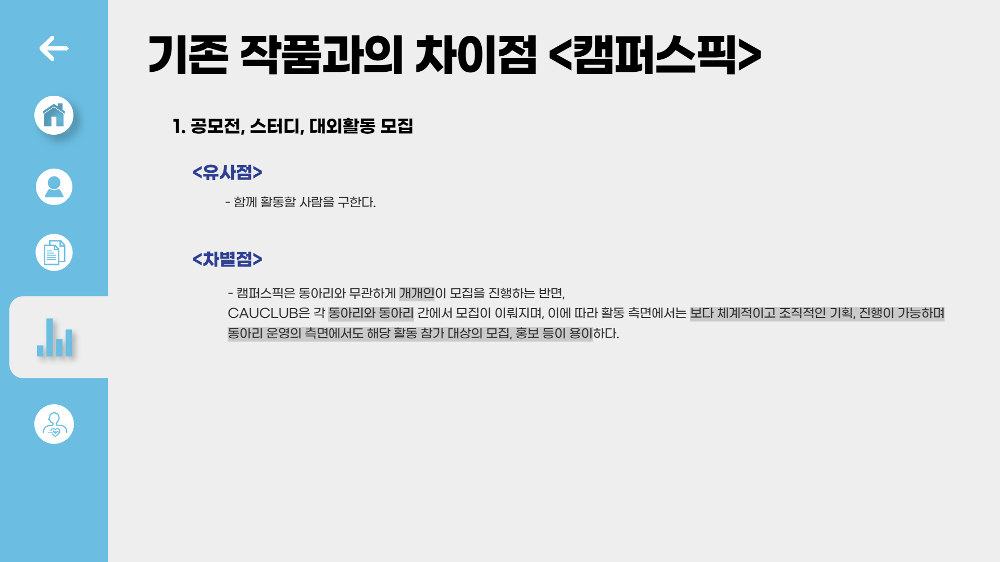 기존 작품과의 차이점 <캠퍼스픽>
1. 공모전, 스터디, 대외활동 모집
<유사점>
- 함께 활동할 사람을 구한다.
<차별점>
- 캠퍼스픽은 동아리와 무관하게 개개인이 모집을 진행하는 반면,
CAUCLUB은 각 동아리와 동아리 간에서 모집이 이뤄지며, 이에 따라 활동 측면에서는 보다 체계적이고 조직적인 기획, 진행이 가능하며
동아리 운영의 측면에서도 해당 활동 참가 대상의 모집, 홍보 등이 용이하다.